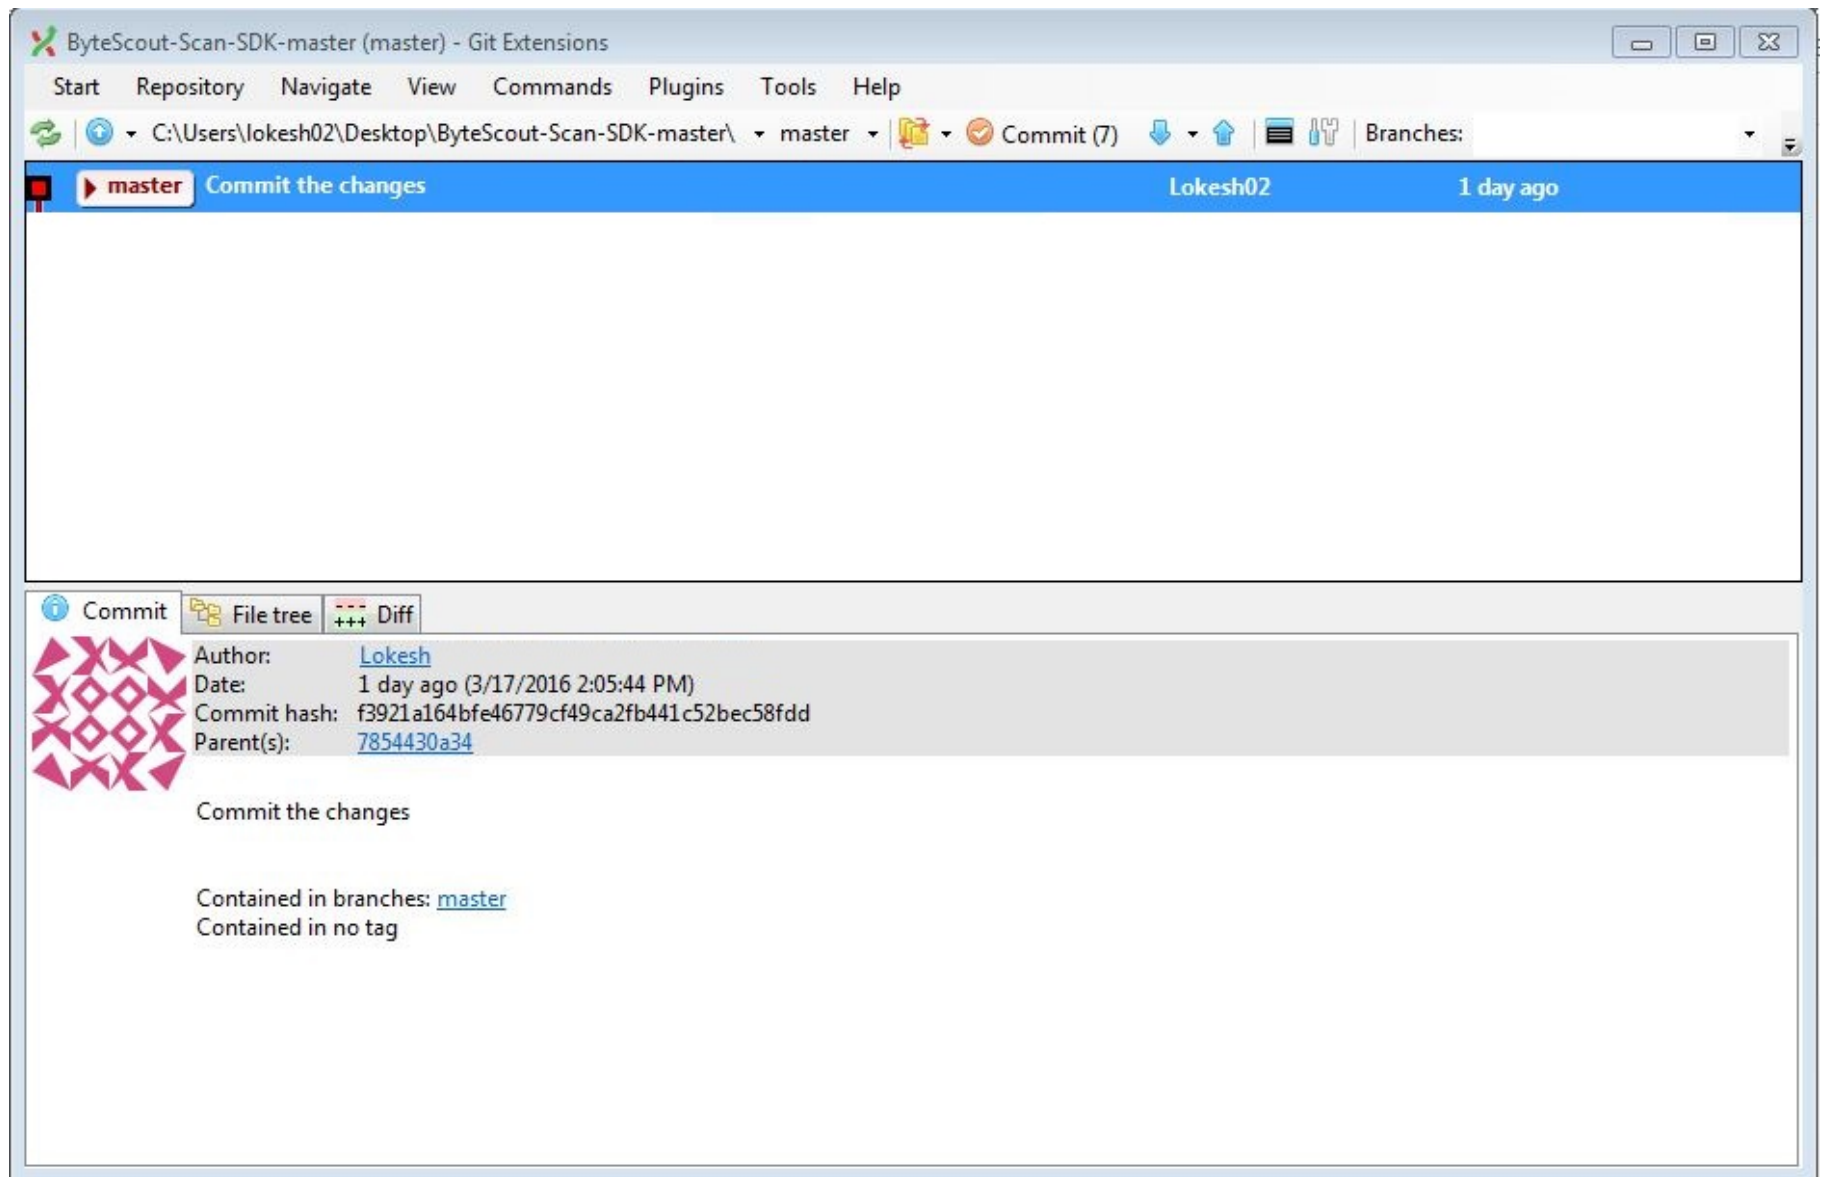 ByteScout-Scan-SDK-master (master) - Git Extensions
Start Repository Navigate View Commands Plugins Tools Help
C:\Users\lokesh02\Desktop\ByteScout-Scan-SDK-master\ master Commit (7) Branches:
master Commit the changes Lokesh02 1 day ago
Commit File tree Diff
Author: Lokesh
Date: 1 day ago (3/17/2016 2:05:44 PM)
Commit hash: f3921a164bfe46779cf49ca2fb441c52bec58fdd
Parent(s): 7854430a34
Commit the changes
Contained in branches: master
Contained in no tag